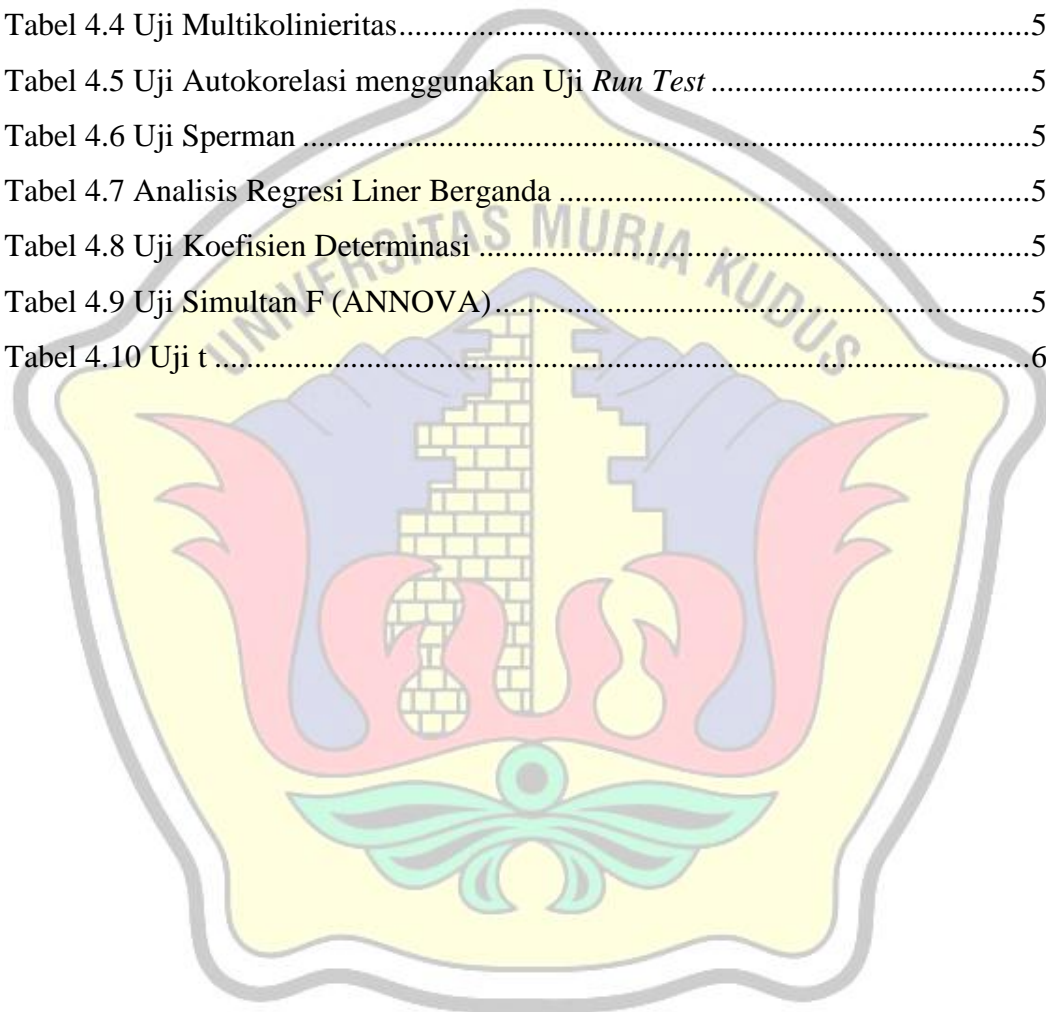 Tabel 4.4 Uji Multikolinieritas....................................................................................5
Tabel 4.5 Uji Autokorelasi menggunakan Uji Run Test .........................................5
Tabel 4.6 Uji Sperman ...............................................................................................5
Tabel 4.7 Analisis Regresi Liner Berganda .............................................................5
Tabel 4.8 Uji Koefisien Determinasi ........................................................................5
Tabel 4.9 Uji Simultan F (ANNOVA)......................................................................5
Tabel 4.10 Uji t ..........................................................................................................6
UNIVERSITAS MURIA KUDUS